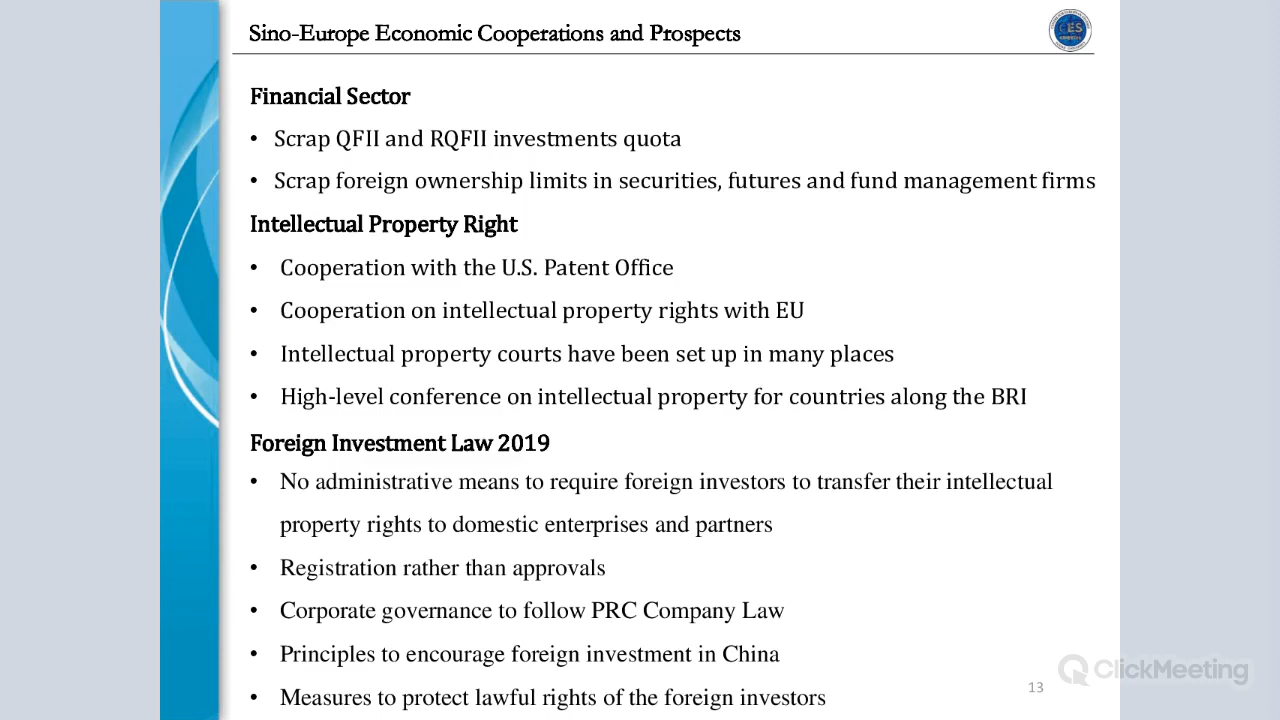 Sino-Europe Economic Cooperations and Prospects
Financial Sector
• Scrap QFII and RQFII investments quota
• Scrap foreign ownership limits in securities, futures and fund management firms
Intellectual Property Right
• Cooperation with the U.S. Patent Office
• Cooperation on intellectual property rights with EU
• Intellectual property courts have been set up in many places
• High-level conference on intellectual property for countries along the BRI
Foreign Investment Law 2019
• No administrative means to require foreign investors to transfer their intellectual
property rights to domestic enterprises and partners
• Registration rather than approvals
• Corporate governance to follow PRC Company Law
• Principles to encourage foreign investment in China
• Measures to protect lawful rights of the foreign investors
13
ClickMeeting